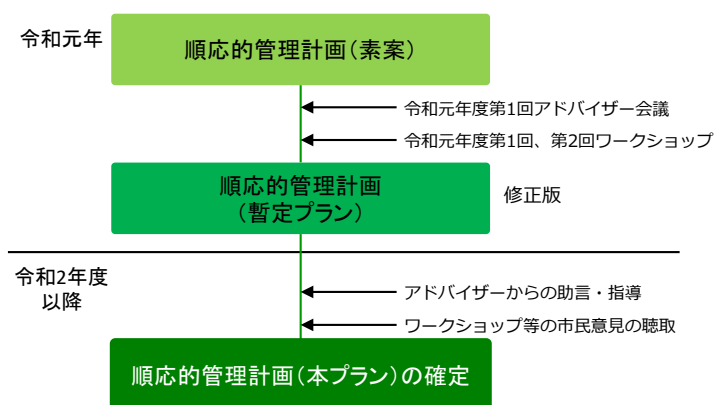 令和元年
順応的管理計画（素案）
令和元年度第1回アドバイザー会議
令和元年度第1回、第2回ワークショップ
順応的管理計画
（暫定プラン）
修正版
令和2年度
以降
アドバイザーからの助言・指導
ワークショップ等の市民意見の聴取
順応的管理計画（本プラン）の確定